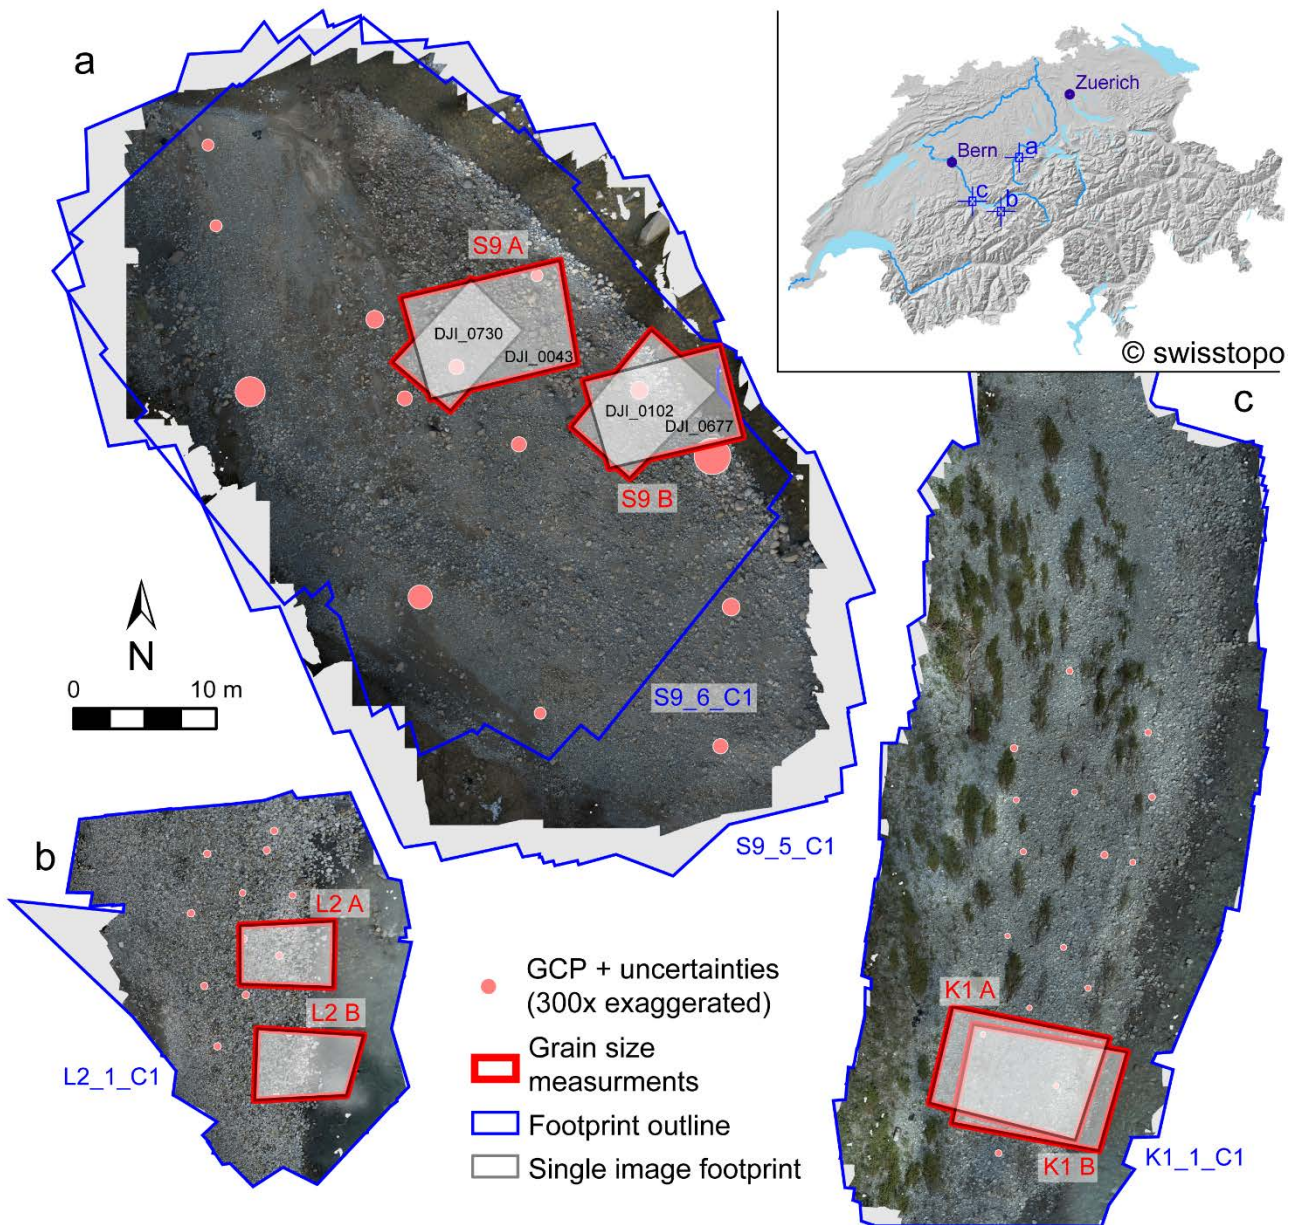 a
S9 A
DJI_0730
DJI_0043
DJI_0102
DJI_0677
S9 B
N
0 10 m
S9_6_C1
S9_5_C1
Zuerich
Bern
a
c
b
© swisstopo
c
b
L2 A
L2 B
L2_1_C1
GCP + uncertainties
(300x exaggerated)
Grain size
measurments
Footprint outline
Single image footprint
K1 A
K1 B
K1_1_C1